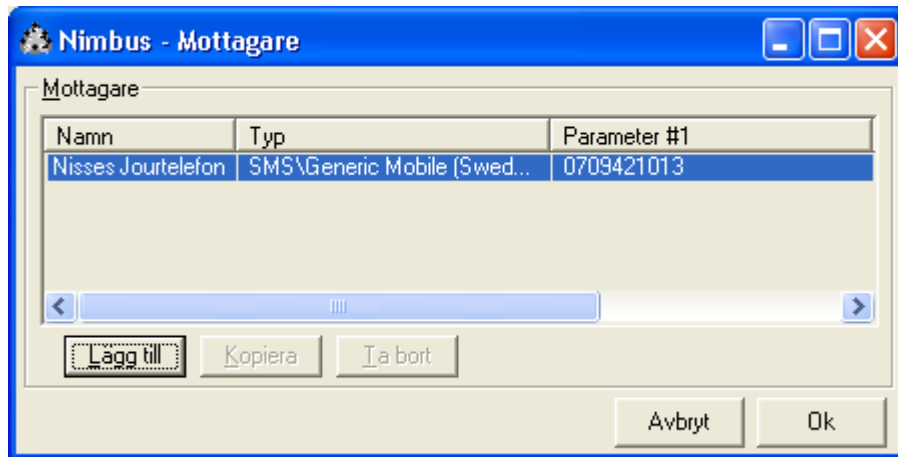 Nimbus - Mottagare
Mottagare
Namn Typ Parameter #1
Nisses Jourtelefon SMS\Generic Mobile (Swed... 0709421013
Lägg till Kopiera Ta bort
Avbryt Ok